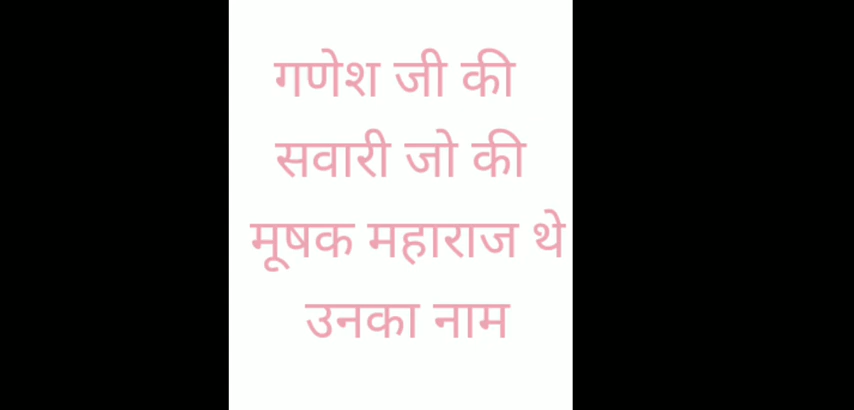 गणेश जी की
सवारी जो की
मूषक महाराज थे
उनका नाम